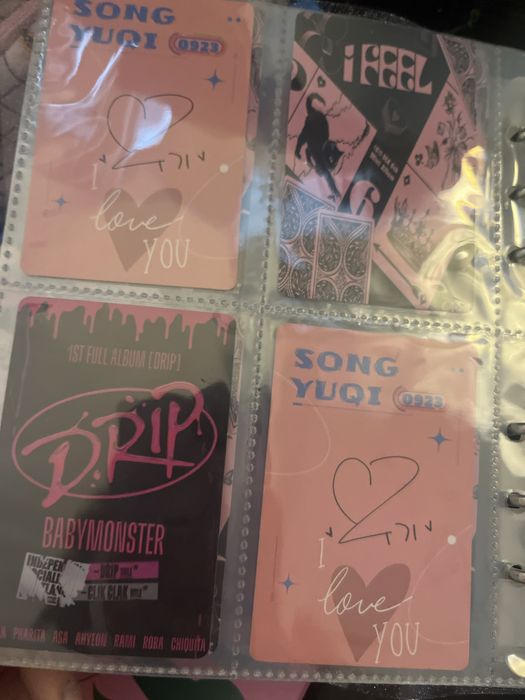 SONG
YUQI 0923
I
love
YOU
i FEEL
1ST FULL ALBUM [DRIP]
DRIP
BABYMONSTER
-DRIP
-CLIK CLAK
PHARITA ASA AHYEON RAMI RORA CHIQUITA
SONG
YUQI 0923
I
love
YOU